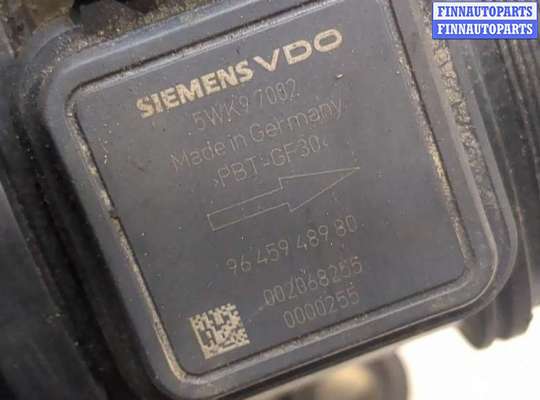 FINNAUTOPARTS
FINNAUTOPARTS
SIEMENS VDO
5WK9 7002
Made in Germany
>PBT-GF30<
96 459 489 80
002068255
0000255